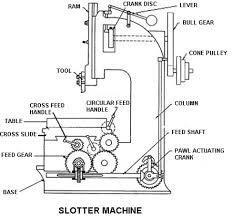 RAM
CRANK DISC
LEVER
BULL GEAR
CONE PULLEY
TOOL
CROSS FEED
HANDLE
CIRCULAR FEED
HANDLE
TABLE
CROSS SLIDE
FEED GEAR
BASE
COLUMN
FEED SHAFT
PAWL ACTUATING
CRANK
SLOTTER MACHINE